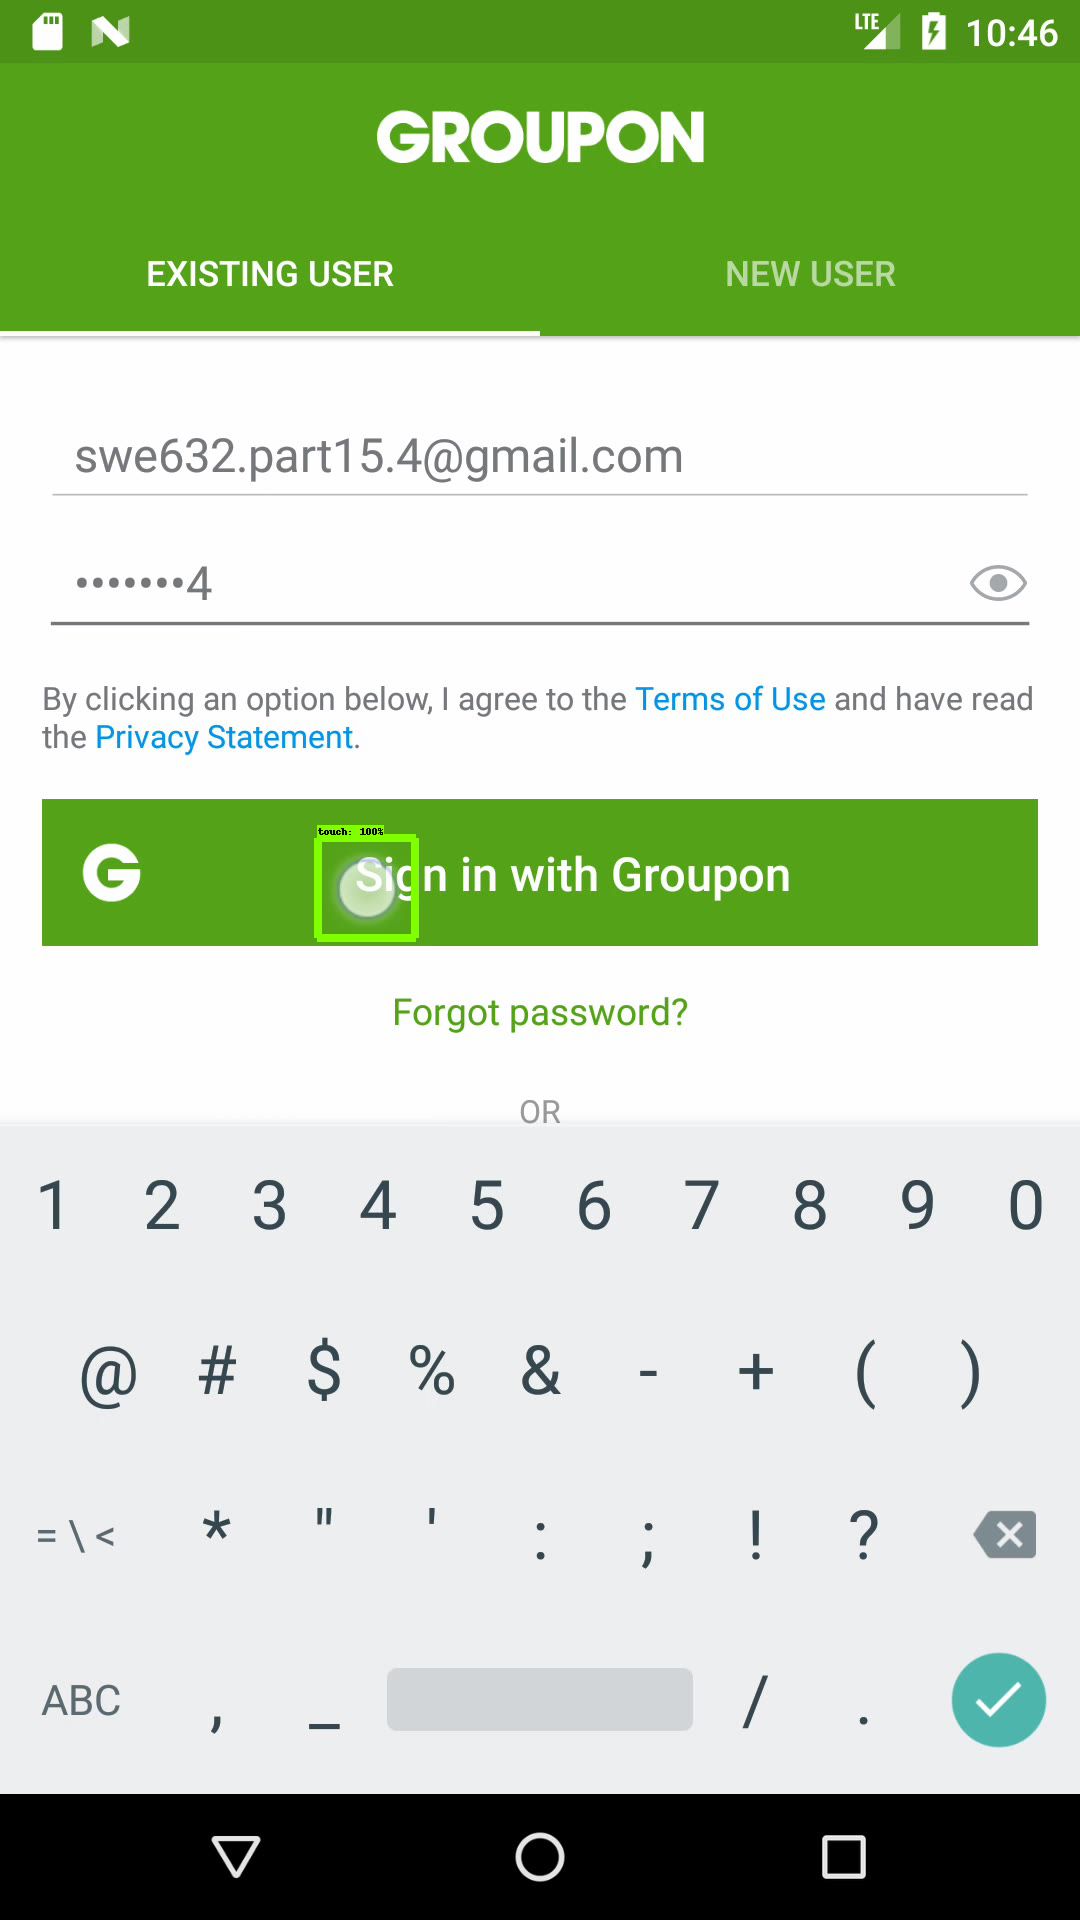 LTE 10:46
GROUPON
EXISTING USER NEW USER
swe632.part15.4@gmail.com
•••••••4
By clicking an option below, I agree to the Terms of Use and have read
the Privacy Statement.
touch: 100%
G Sign in with Groupon
Forgot password?
OR
1 2 3 4 5 6 7 8 9 0
@ # $ % & - + ( )
= \ < * " ' : ; ! ?
ABC , _ / .